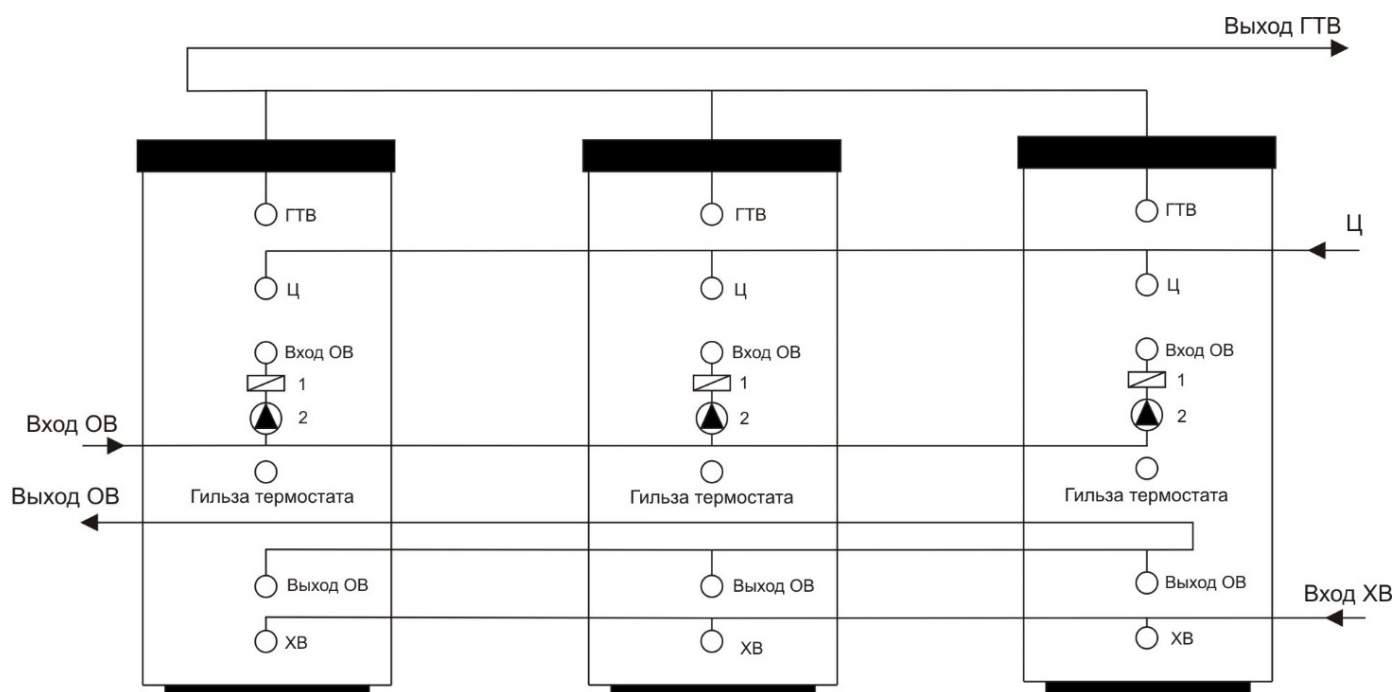 Выход ГТВ
ГТВ
ГТВ
ГТВ
Ц
Ц
Ц
Ц
Вход ОВ
Вход ОВ
Вход ОВ
1
1
1
Вход ОВ
2
2
2
Гильза термостата
Гильза термостата
Гильза термостата
Выход ОВ
Выход ОВ
Выход ОВ
Выход ОВ
Вход ХВ
ХВ
ХВ
ХВ